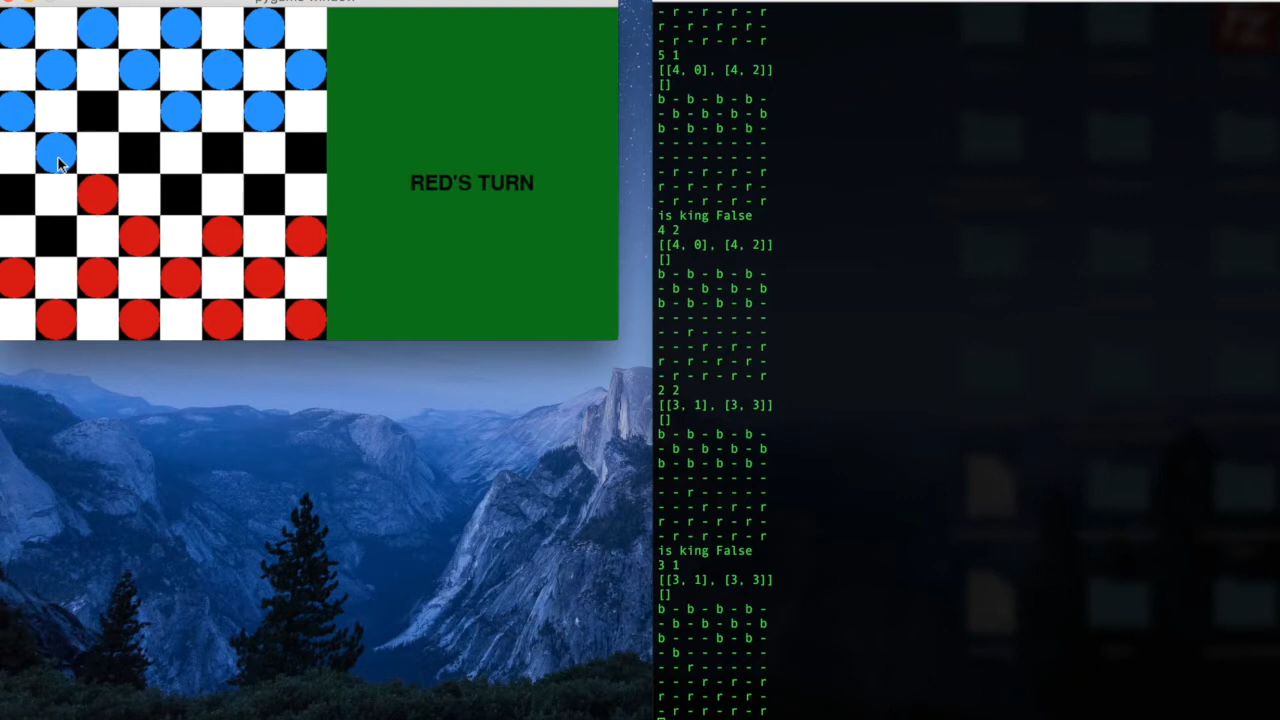 pygame window
RED'S TURN
- r - r - r - r
r - r - r - r -
- r - r - r - r
5 1
[[4, 0], [4, 2]]
[]
b - b - b - b -
- b - b - b - b
b - b - b - b -
- - - - - - - -
- - - - - - - -
- r - r - r - r
r - r - r - r -
- r - r - r - r
is king False
4 2
[[4, 0], [4, 2]]
[]
b - b - b - b -
- b - b - b - b
b - b - b - b -
- - - - - - - -
- - r - - - - -
- - - r - r - r
r - r - r - r -
- r - r - r - r
2 2
[[3, 1], [3, 3]]
[]
b - b - b - b -
- b - b - b - b
b - b - b - b -
- - - - - - - -
- - r - - - - -
- - - r - r - r
r - r - r - r -
- r - r - r - r
is king False
3 1
[[3, 1], [3, 3]]
[]
b - b - b - b -
- b - b - b - b
b - - - b - b -
- b - - - - - -
- - r - - - - -
- - - r - r - r
r - r - r - r -
- r - r - r - r